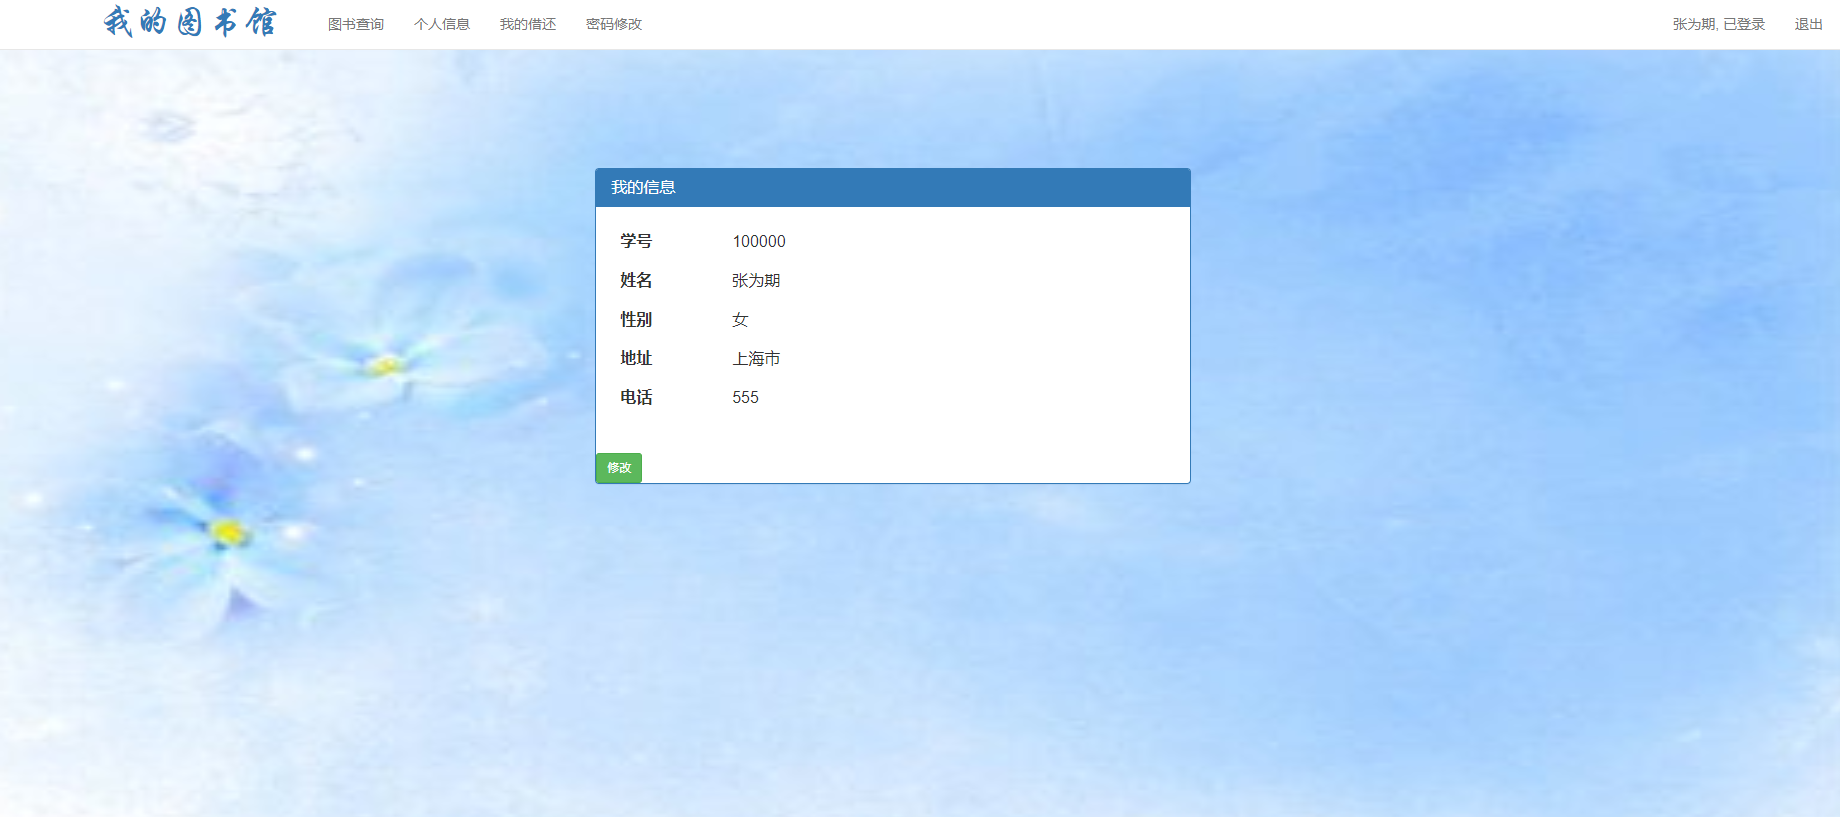 我的图书馆 图书查询 个人信息 我的借还 密码修改 张为期, 已登录 退出
我的信息
学号 100000
姓名 张为期
性别 女
地址 上海市
电话 555
修改